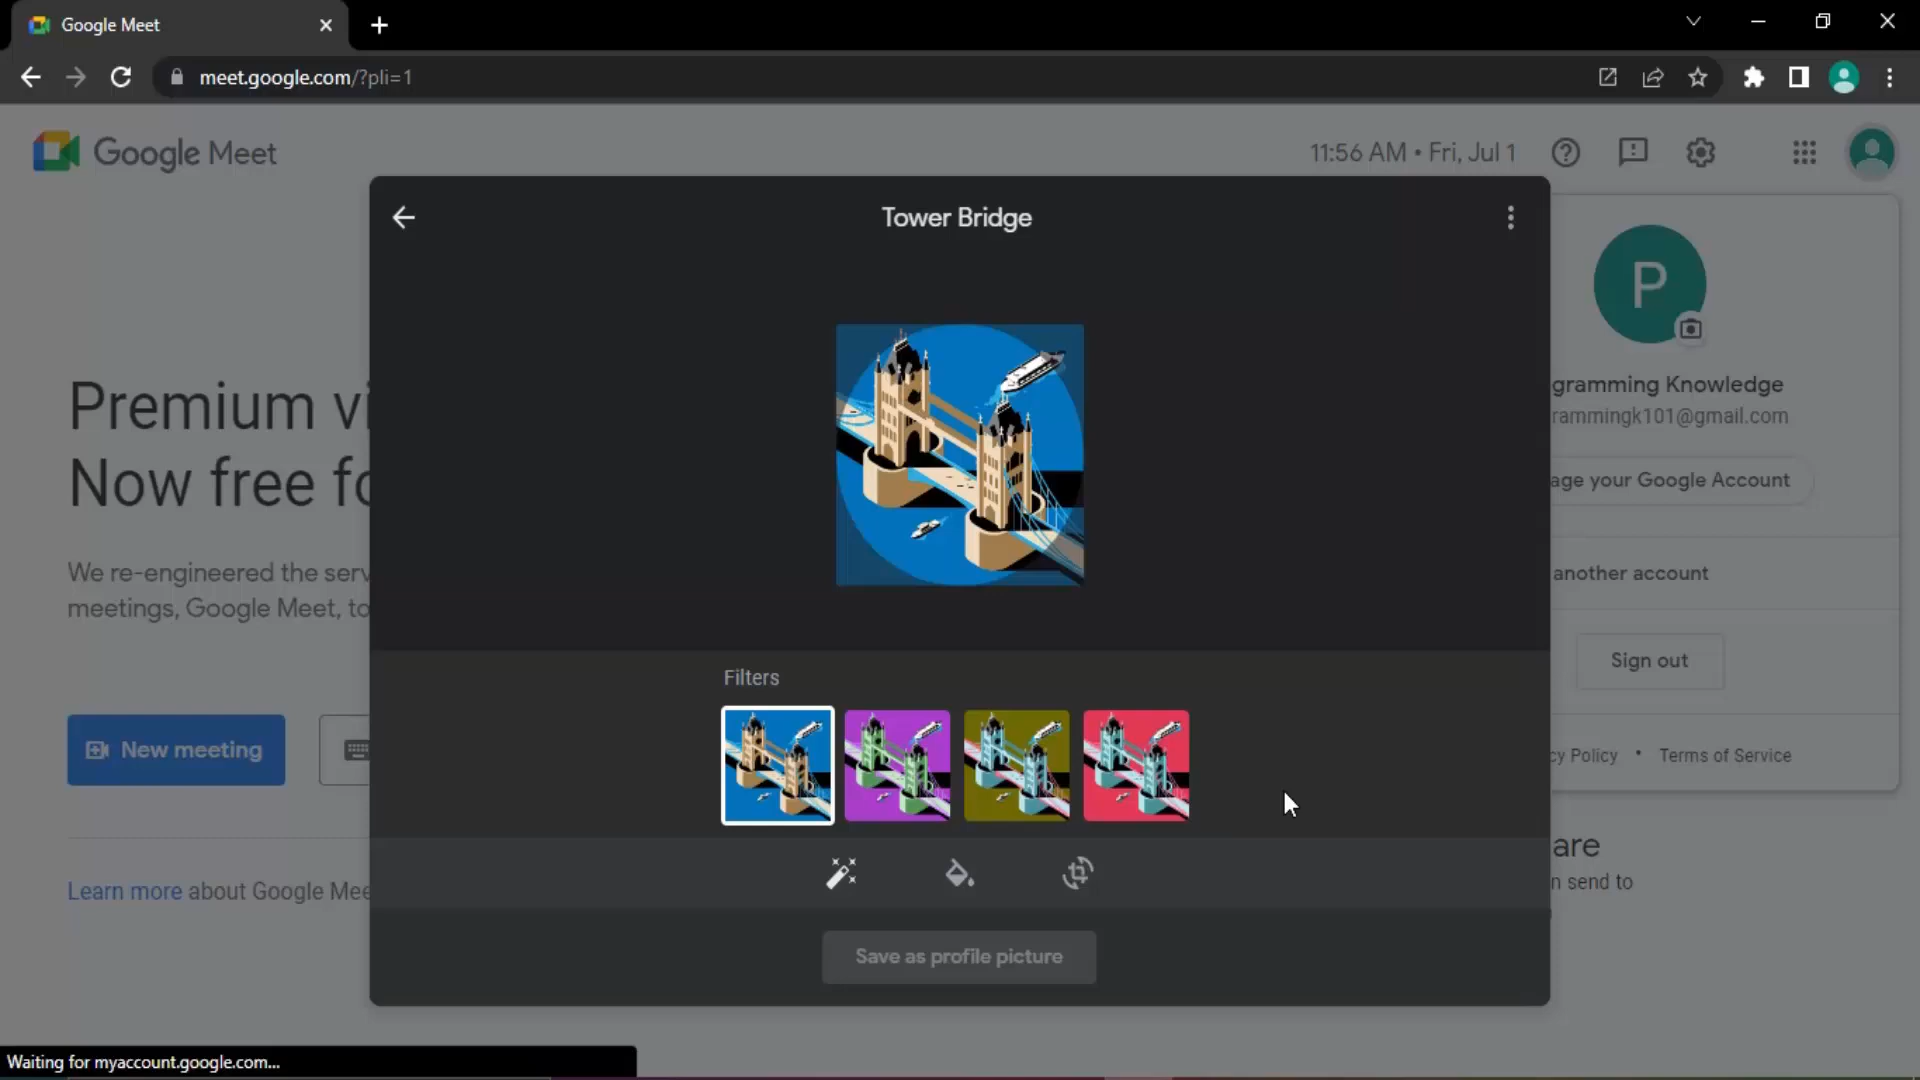 Google Meet
meet.google.com/?pli=1
Google Meet
11:56 AM • Fri, Jul 1
Tower Bridge
P
gramming Knowledge
rammingk101@gmail.com
age your Google Account
another account
Sign out
cy Policy • Terms of Service
Premium vi
Now free fo
We re-engineered the serv
meetings, Google Meet, to
New meeting
Learn more about Google Mee
Filters
Save as profile picture
are
n send to
Waiting for myaccount.google.com...